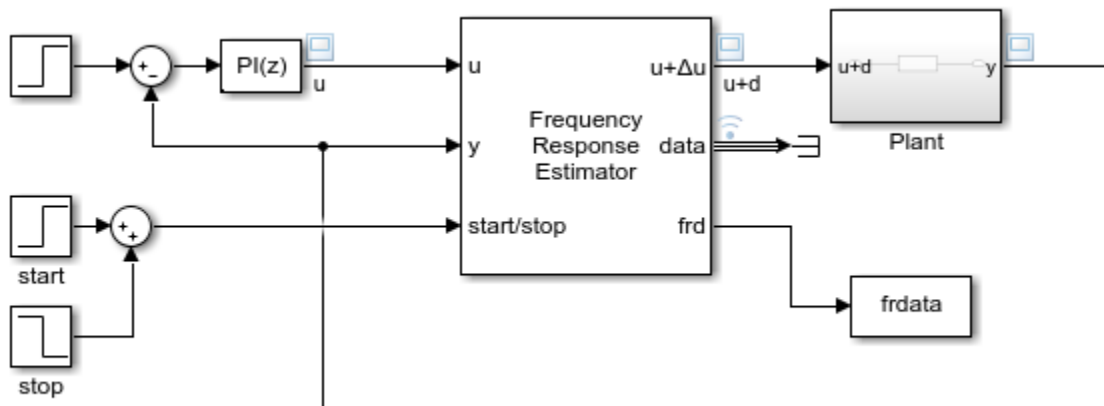 PI(z)
u
u
y
start/stop
Frequency
Response
Estimator
u+Δu
data
frd
u+d
u+d
y
Plant
start
stop
frdata